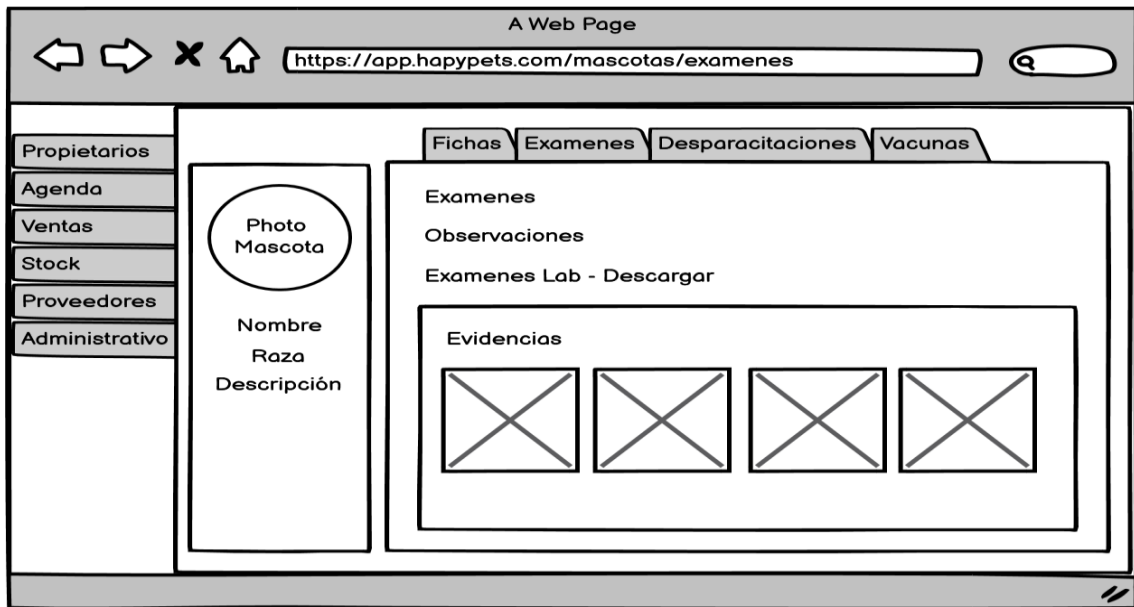 A Web Page
https://app.hapypets.com/mascotas/examenes
Propietarios
Agenda
Ventas
Stock
Proveedores
Administrativo
Photo
Mascota
Nombre
Raza
Descripción
Fichas
Examenes
Desparacitaciones
Vacunas
Examenes
Observaciones
Examenes Lab - Descargar
Evidencias